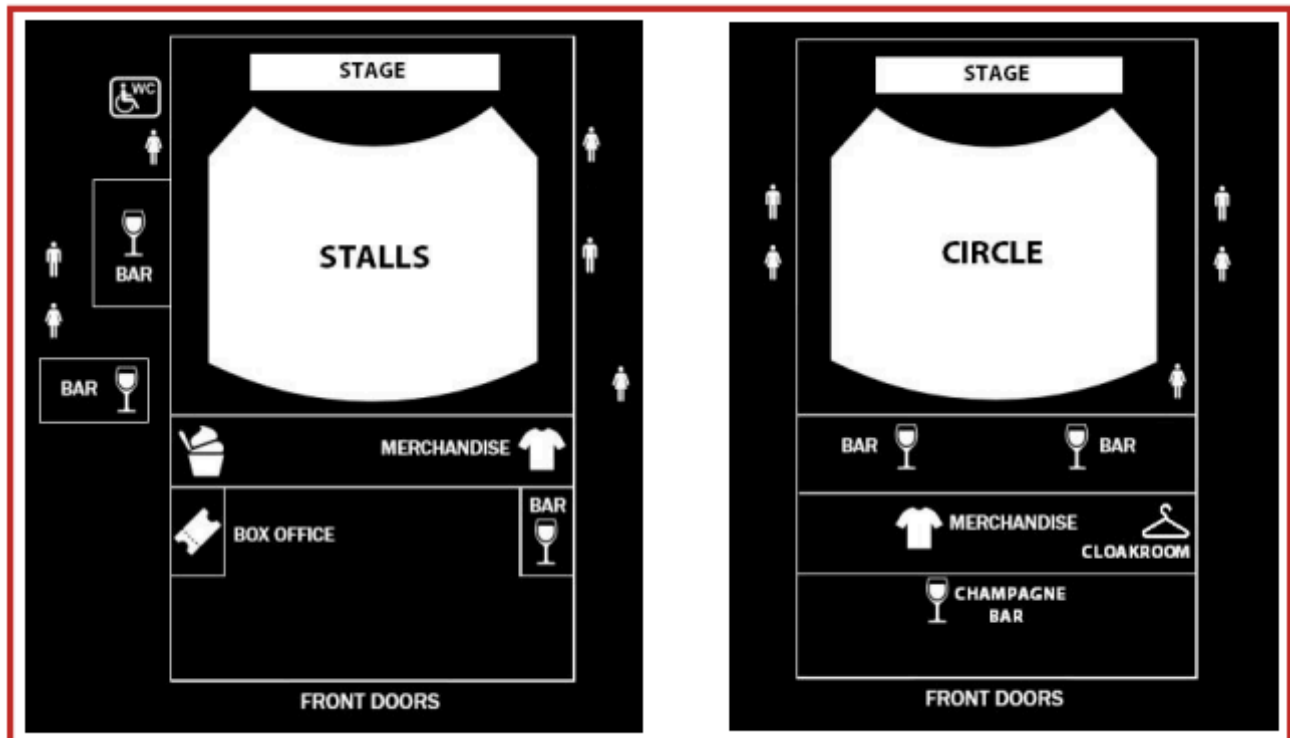 STAGE
WC
STALLS
BAR
BAR
MERCHANDISE
BAR
BOX OFFICE
FRONT DOORS
STAGE
CIRCLE
BAR
BAR
MERCHANDISE
CLOAKROOM
CHAMPAGNE
BAR
FRONT DOORS